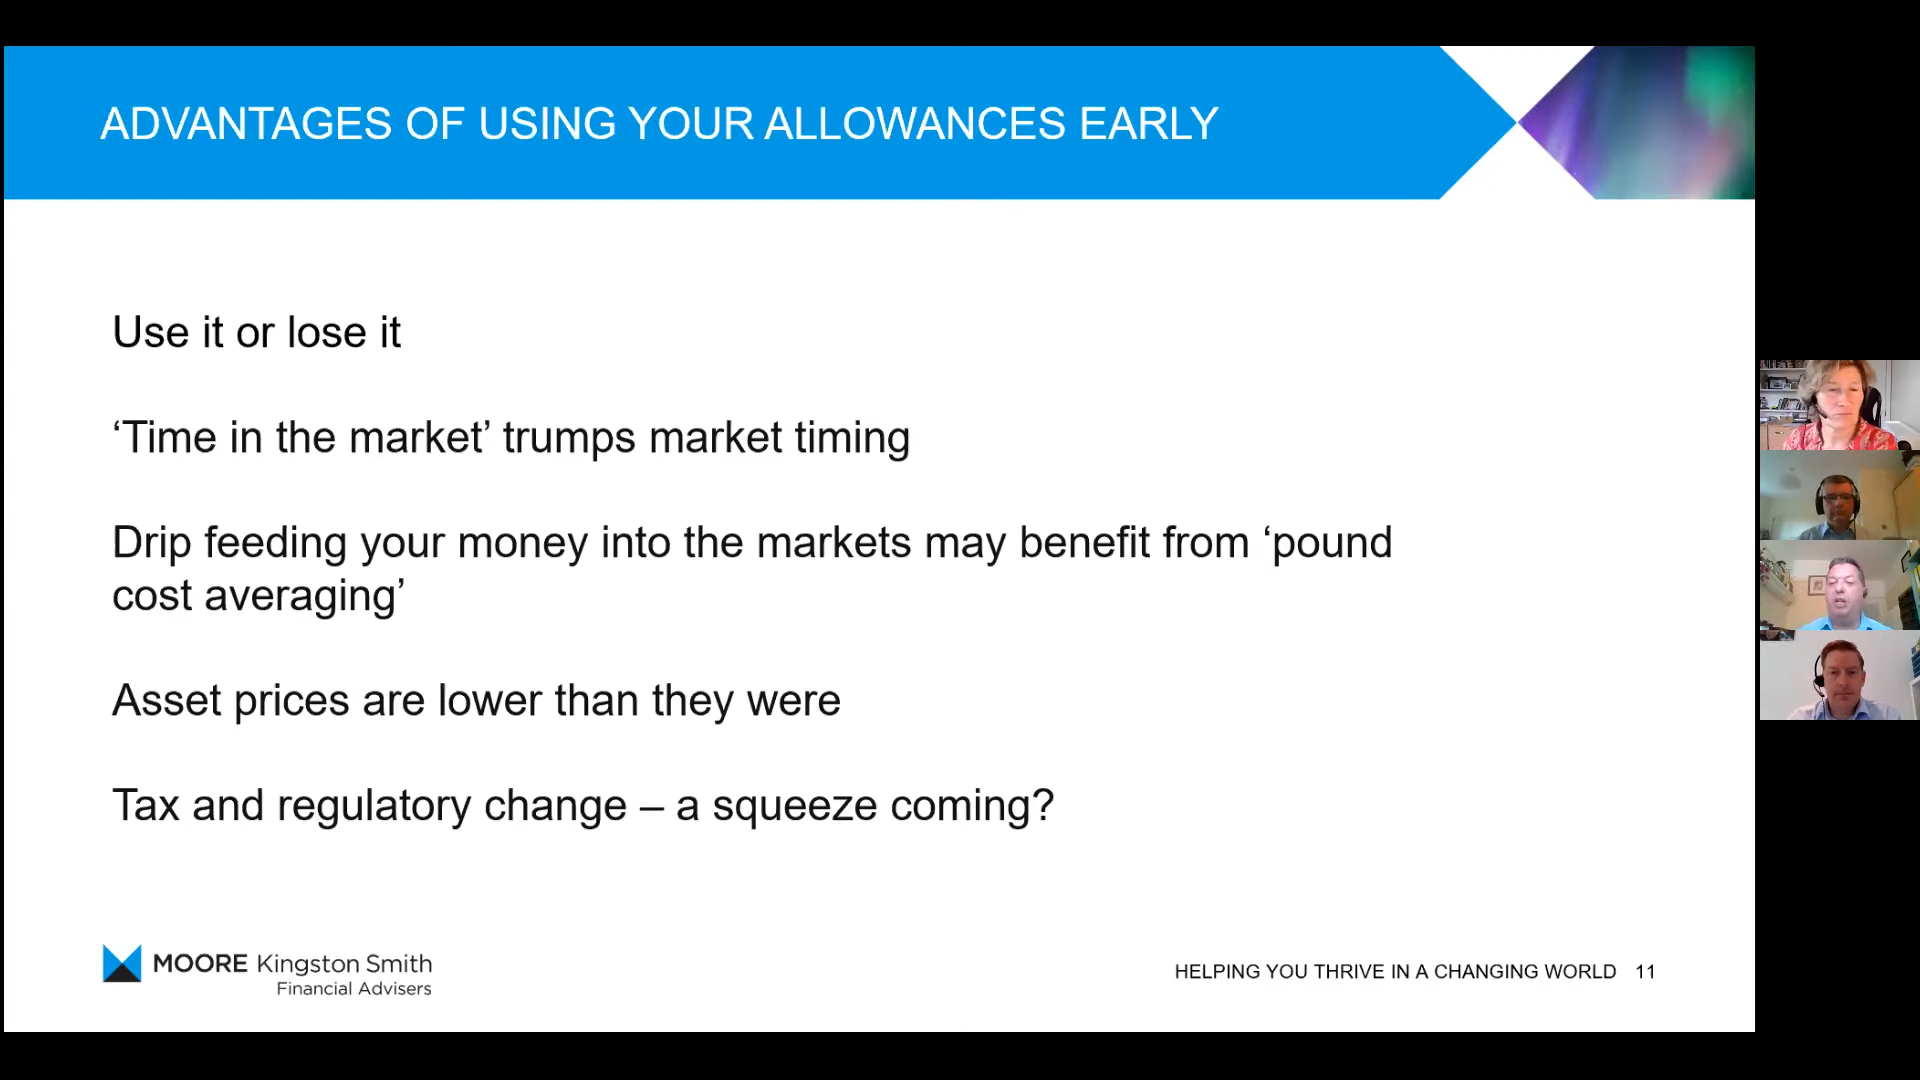 ADVANTAGES OF USING YOUR ALLOWANCES EARLY
Use it or lose it
‘Time in the market’ trumps market timing
Drip feeding your money into the markets may benefit from ‘pound
cost averaging’
Asset prices are lower than they were
Tax and regulatory change – a squeeze coming?
MOORE Kingston Smith
Financial Advisers
HELPING YOU THRIVE IN A CHANGING WORLD 11